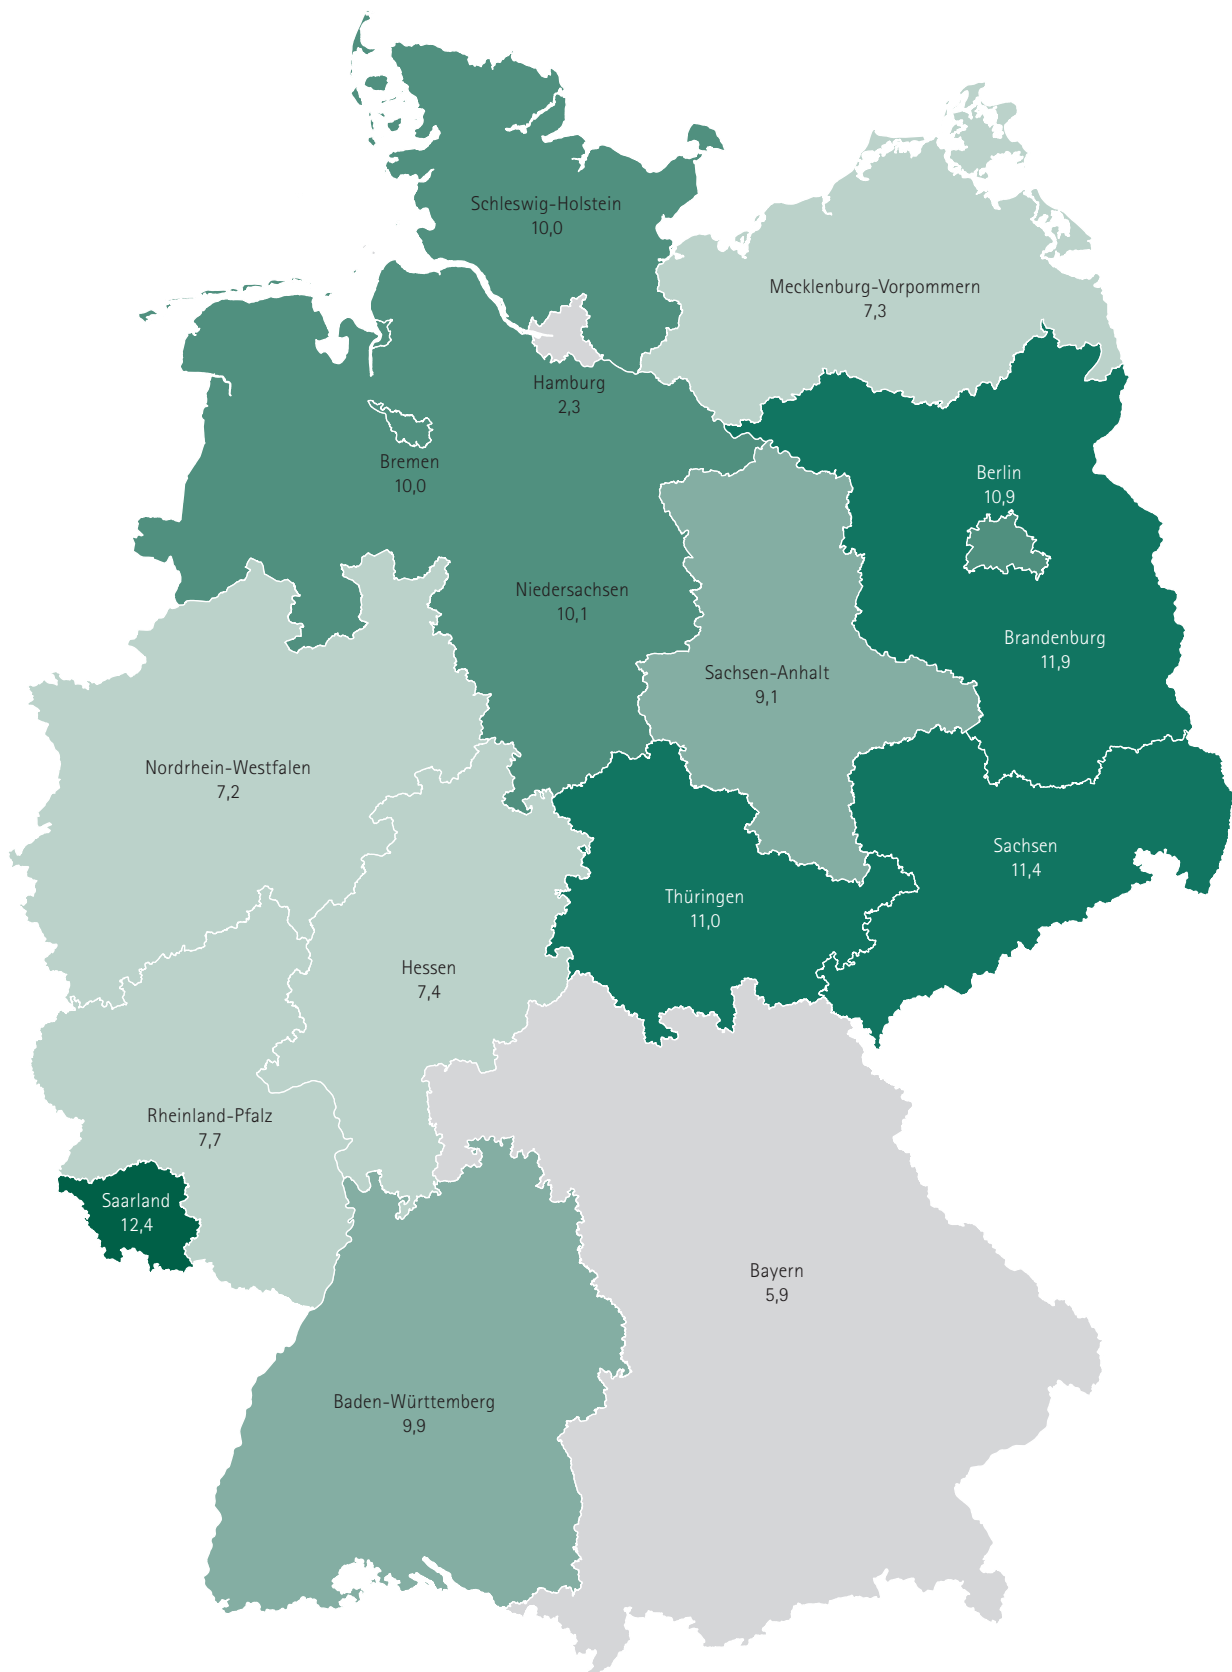 Schleswig-Holstein
10,0
Mecklenburg-Vorpommern
7,3
Hamburg
2,3
Bremen
10,0
Berlin
10,9
Niedersachsen
10,1
Brandenburg
11,9
Sachsen-Anhalt
9,1
Nordrhein-Westfalen
7,2
Sachsen
11,4
Thüringen
11,0
Hessen
7,4
Rheinland-Pfalz
7,7
Saarland
12,4
Bayern
5,9
Baden-Württemberg
9,9